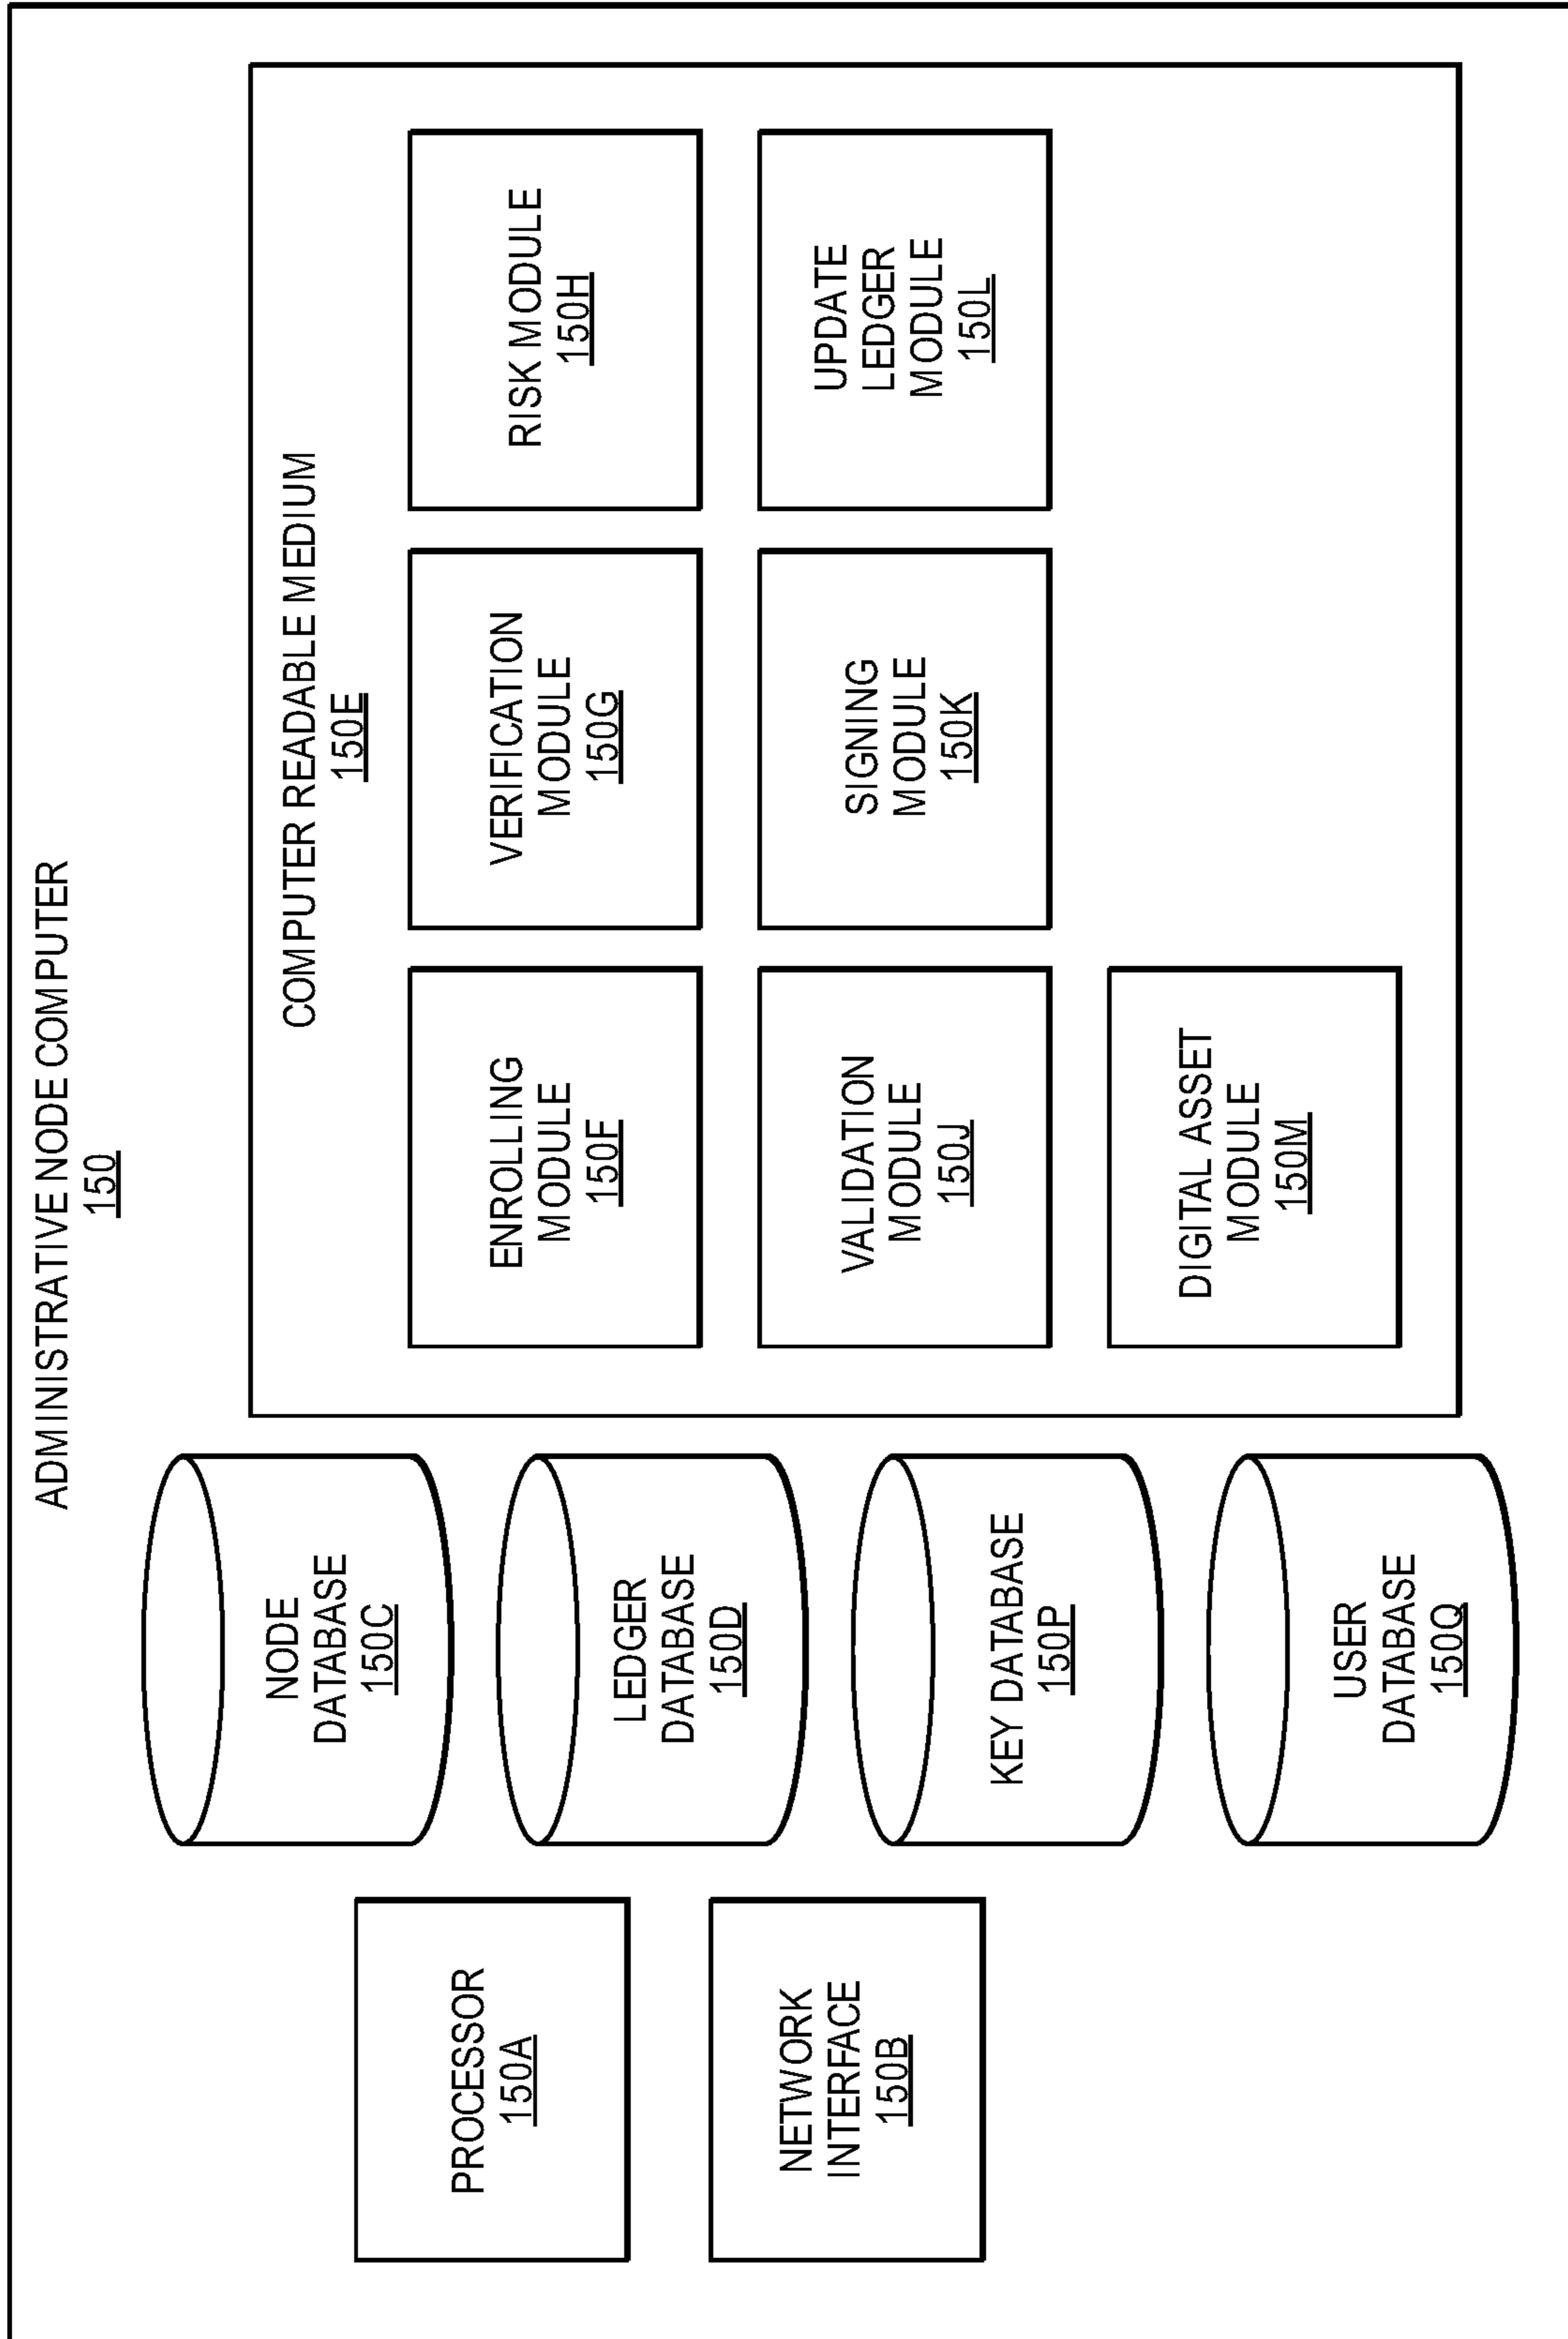 ADMINISTRATIVE NODE COMPUTER
150
PROCESSOR
150A
NETWORK
INTERFACE
150B
NODE
DATABASE
150C
LEDGER
DATABASE
150D
KEY DATABASE
150P
USER
DATABASE
150Q
COMPUTER READABLE MEDIUM
150E
ENROLLING
MODULE
150F
VERIFICATION
MODULE
150G
RISK MODULE
150H
VALIDATION
MODULE
150J
SIGNING
MODULE
150K
UPDATE
LEDGER
MODULE
150L
DIGITAL ASSET
MODULE
150M